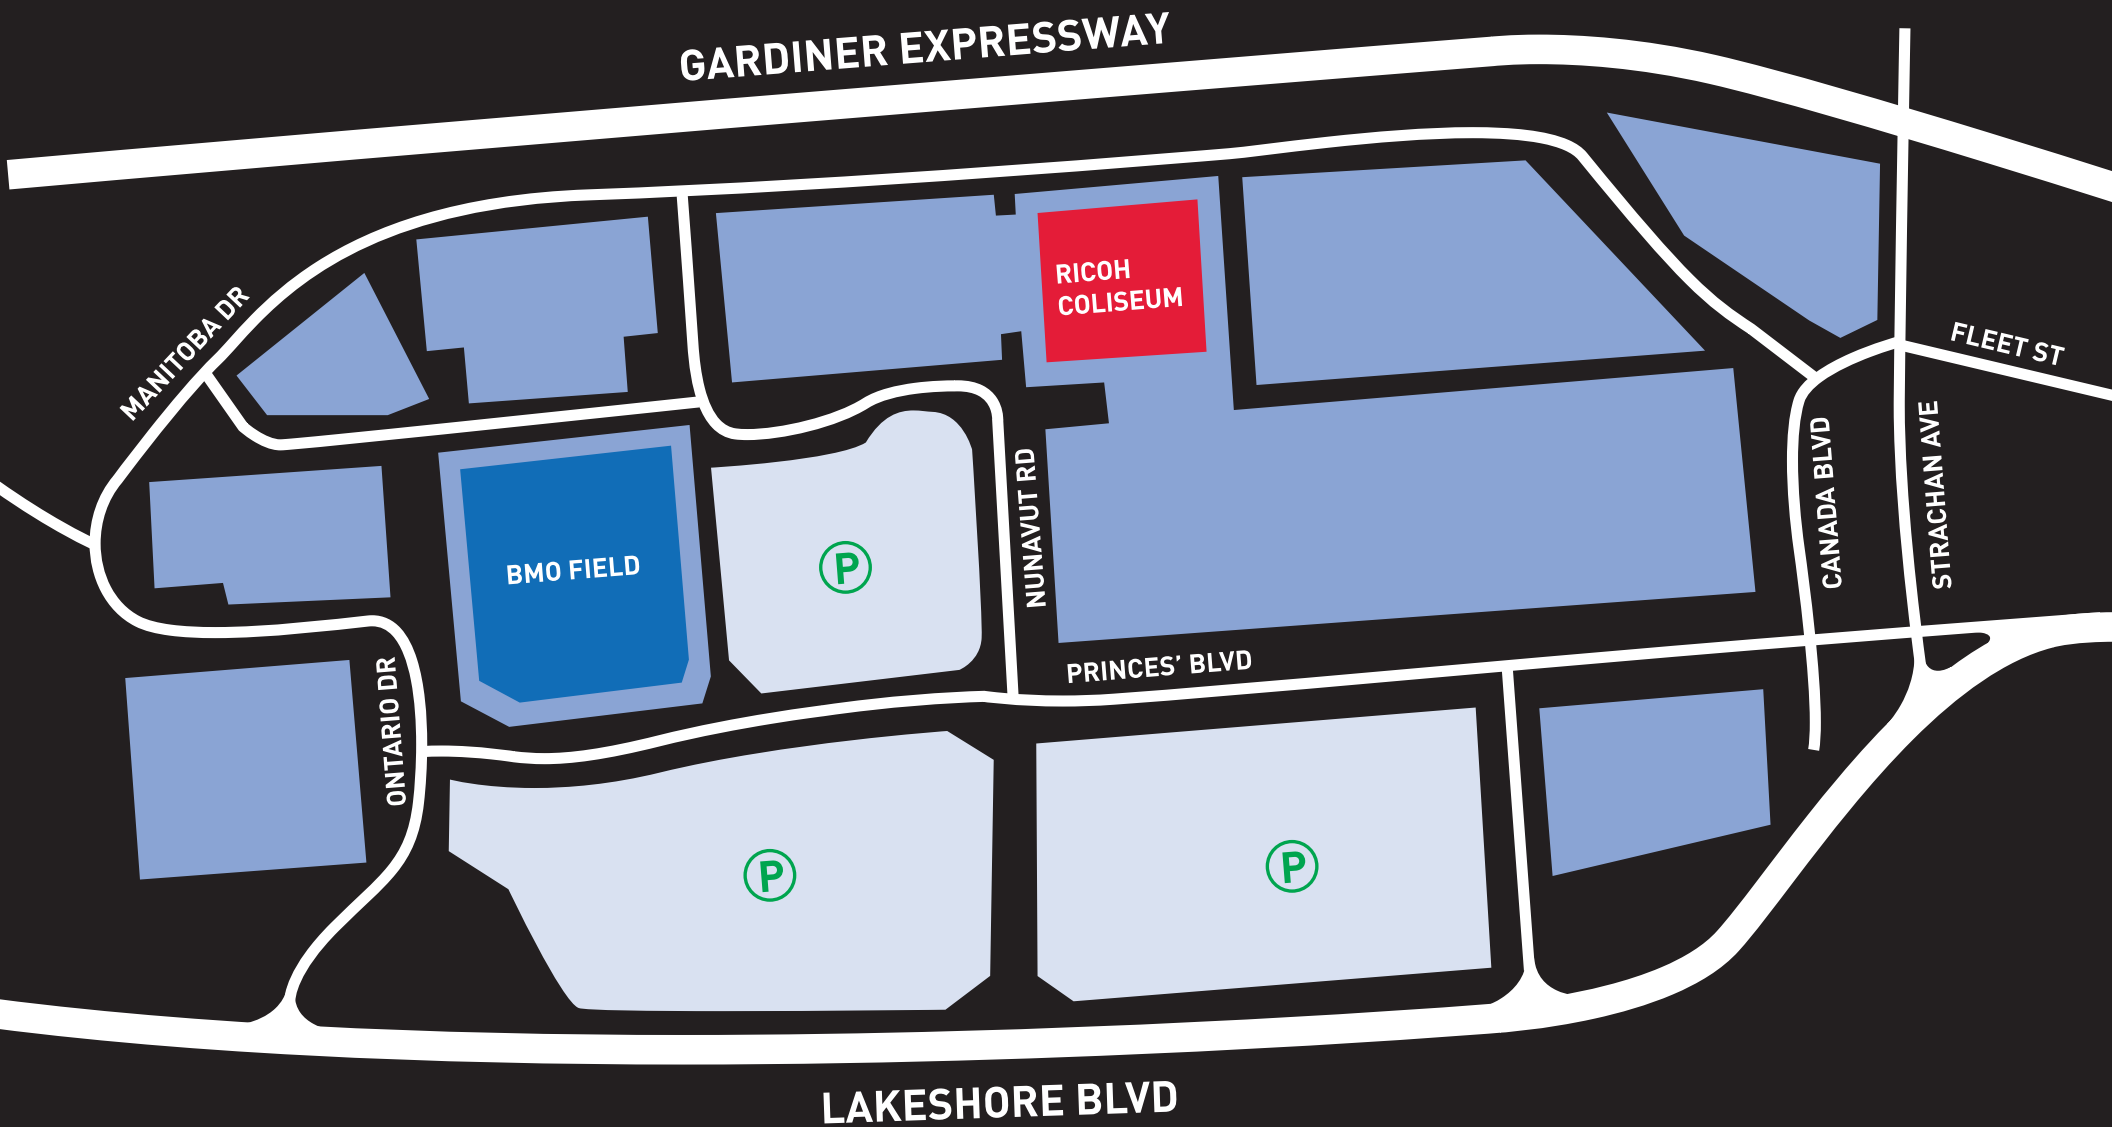 GARDINER EXPRESSWAY
RICOH
COLISEUM
MANITOBA DR
FLEET ST
NUNAVUT RD
CANADA BLVD
STRACHAN AVE
BMO FIELD
P
PRINCES’ BLVD
ONTARIO DR
P
P
LAKESHORE BLVD